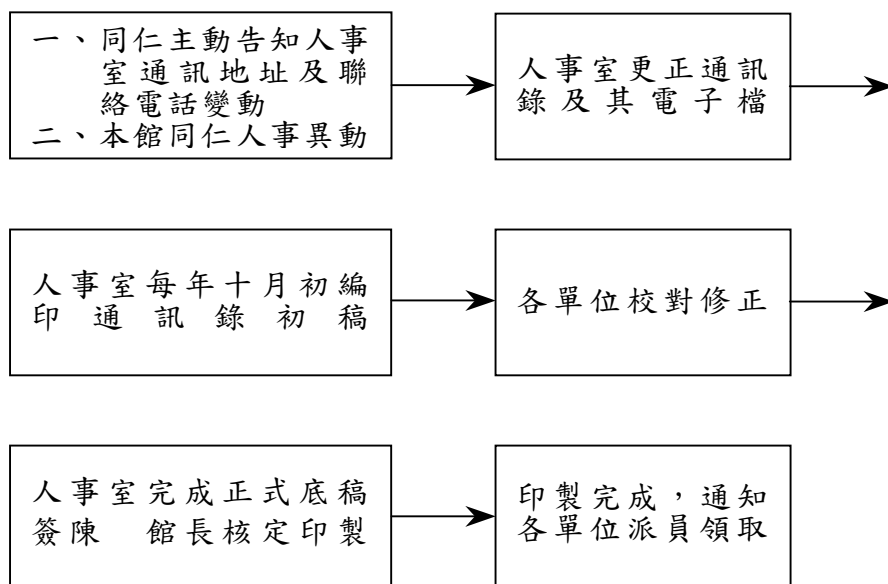 一、同仁主動告知人事
室通訊地址及聯
絡電話變動
二、本館同仁人事異動
人事室更正通訊
錄及其電子檔
人事室每年十月初編
印通訊錄初稿
各單位校對修正
人事室完成正式底稿
簽陳　館長核定印製
印製完成，通知
各單位派員領取